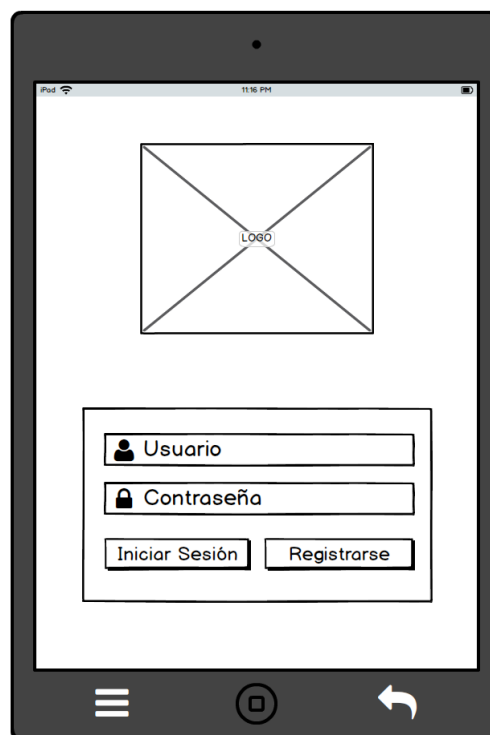 iPad 11:16 PM
LOGO
Usuario
Contraseña
Iniciar Sesión Registrarse